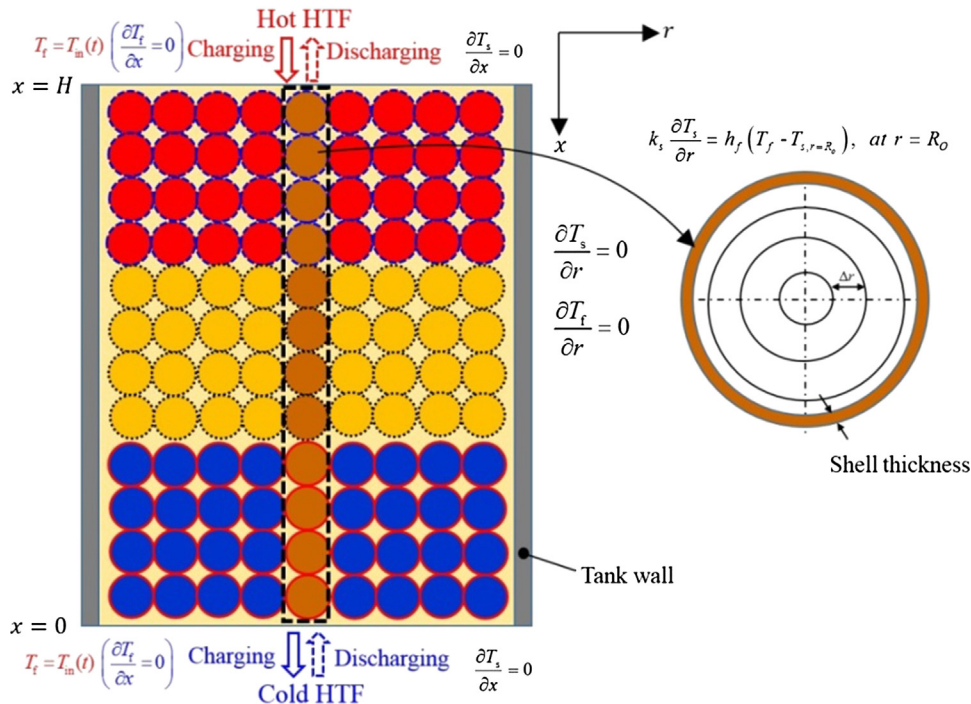 Hot HTF
T_f = T_in(t) (∂T_f/∂x = 0)
Charging
Discharging
∂T_s/∂x = 0
r
x
x = H
k_s ∂T_s/∂r = h_f (T_f - T_{s,r=R_o}), at r = R_O
∂T_s/∂r = 0
∂T_f/∂r = 0
Δr
Shell thickness
Tank wall
x = 0
T_f = T_in(t) (∂T_f/∂x = 0)
Charging
Discharging
∂T_s/∂x = 0
Cold HTF